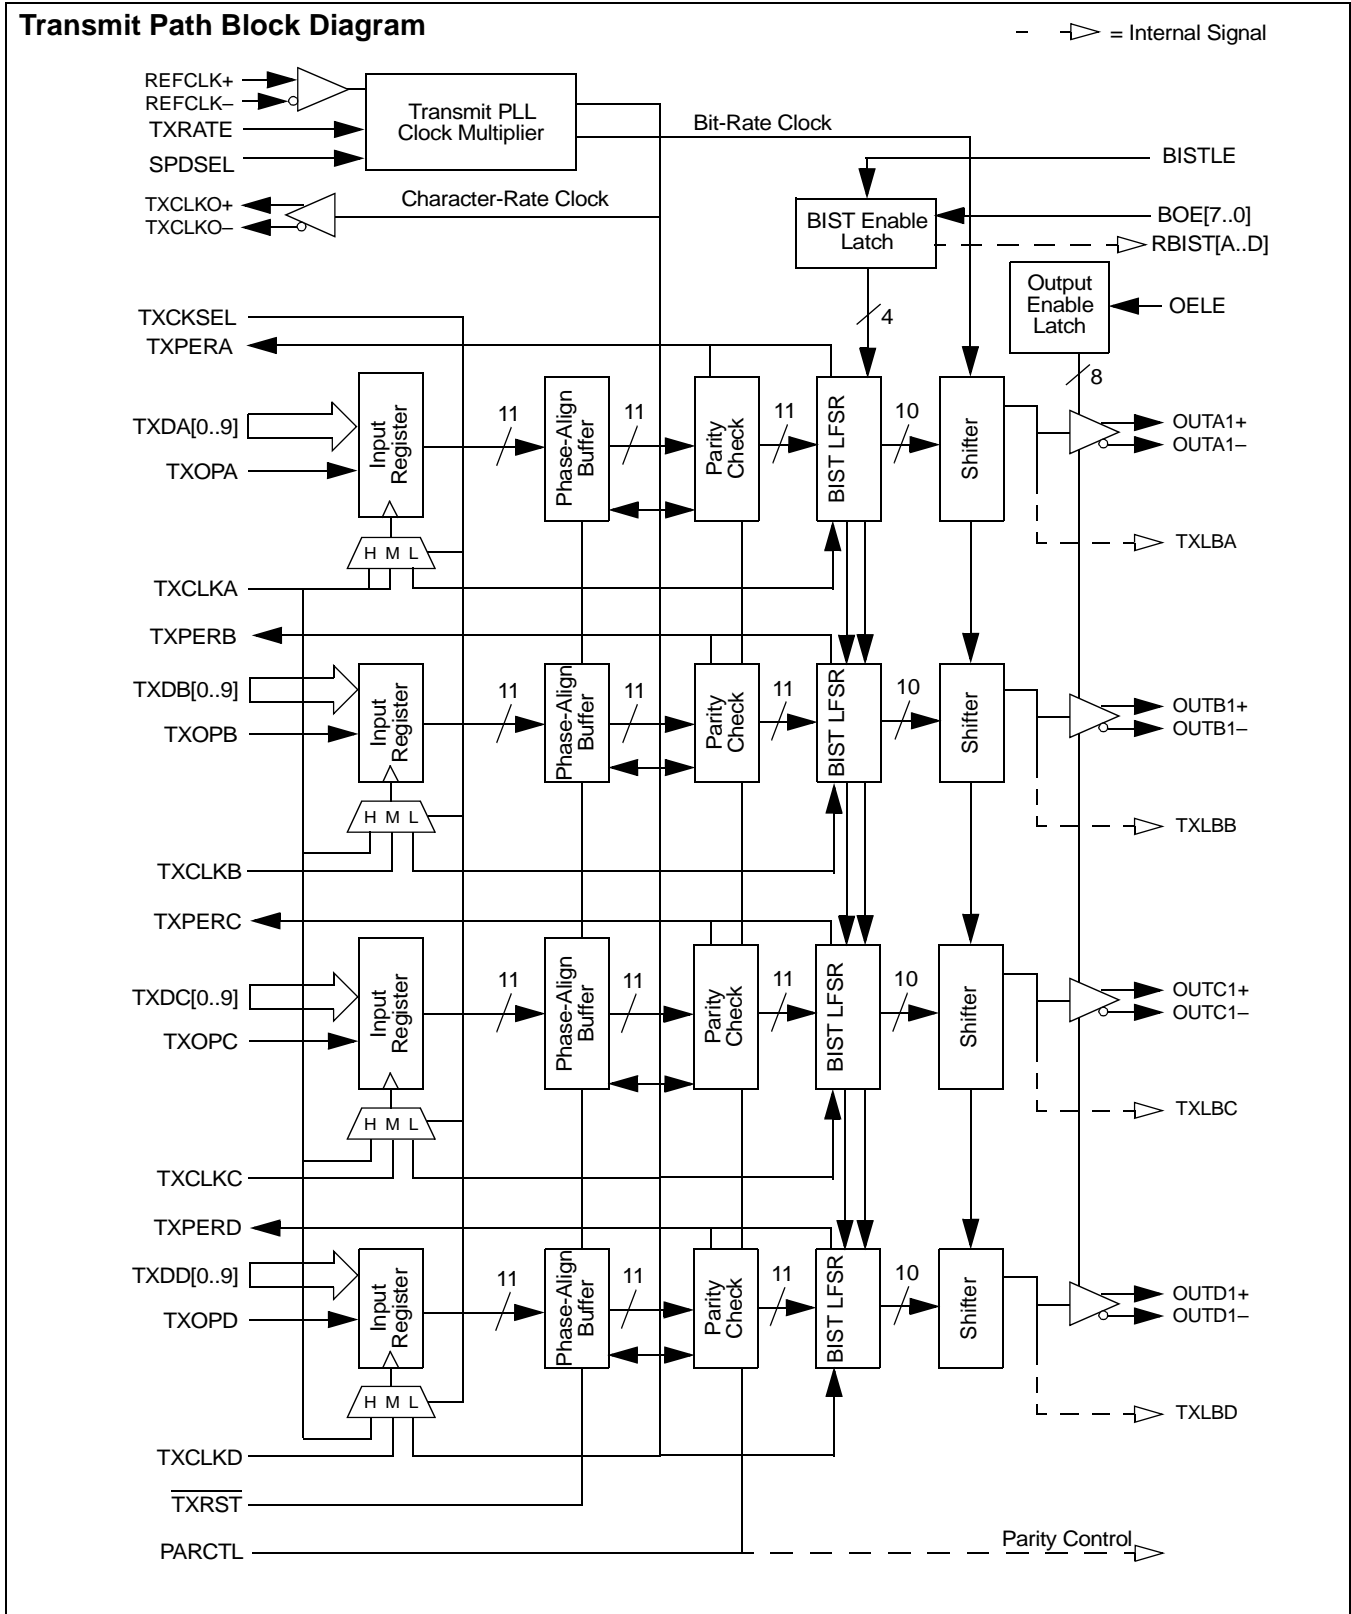 Transmit Path Block Diagram
= Internal Signal
REFCLK+
REFCLK–
TXRATE
SPDSEL
Transmit PLL
Clock Multiplier
Bit-Rate Clock
BISTLE
TXCLKO+
TXCLKO–
Character-Rate Clock
BIST Enable
Latch
BOE[7..0]
RBIST[A..D]
Output
Enable
Latch
OELE
4
8
TXCKSEL
TXPERA
TXDA[0..9]
TXOPA
Input
Register
11
Phase-Align
Buffer
11
Parity
Check
11
BIST LFSR
10
Shifter
OUTA1+
OUTA1–
H M L
TXLBA
TXCLKA
TXPERB
TXDB[0..9]
TXOPB
Input
Register
11
Phase-Align
Buffer
11
Parity
Check
11
BIST LFSR
10
Shifter
OUTB1+
OUTB1–
H M L
TXLBB
TXCLKB
TXPERC
TXDC[0..9]
TXOPC
Input
Register
11
Phase-Align
Buffer
11
Parity
Check
11
BIST LFSR
10
Shifter
OUTC1+
OUTC1–
H M L
TXLBC
TXCLKC
TXPERD
TXDD[0..9]
TXOPD
Input
Register
11
Phase-Align
Buffer
11
Parity
Check
11
BIST LFSR
10
Shifter
OUTD1+
OUTD1–
H M L
TXLBD
TXCLKD
TXRST
PARCTL
Parity Control